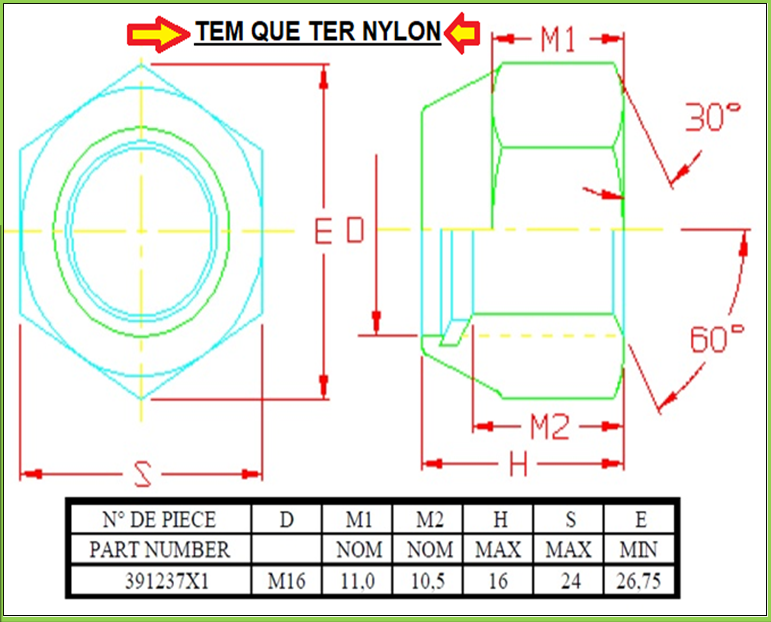 TEM QUE TER NYLON
M1
30°
E D
60°
M2
H
S
N° DE PIECE D M1 M2 H S E
PART NUMBER NOM NOM MAX MAX MIN
391237X1 M16 11,0 10,5 16 24 26,75